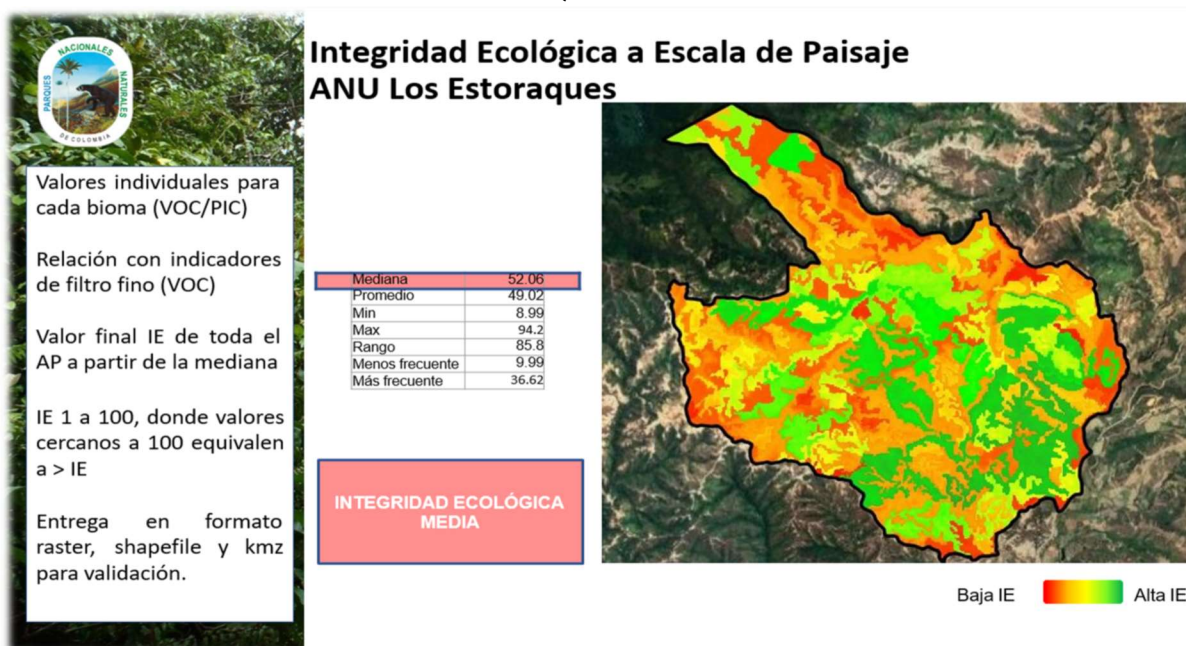 PARQUES
NACIONALES
NATURALES
DE COLOMBIA
Integridad Ecológica a Escala de Paisaje
ANU Los Estoraques
Valores individuales para
cada bioma (VOC/PIC)
Relación con indicadores
de filtro fino (VOC)
Valor final IE de toda el
AP a partir de la mediana
IE 1 a 100, donde valores
cercanos a 100 equivalen
a > IE
Entrega en formato
raster, shapefile y kmz
para validación.
Mediana 52.06
Promedio 49.02
Min 8.99
Max 94.2
Rango 85.8
Menos frecuente 9.99
Más frecuente 36.62
INTEGRIDAD ECOLÓGICA
MEDIA
Baja IE Alta IE